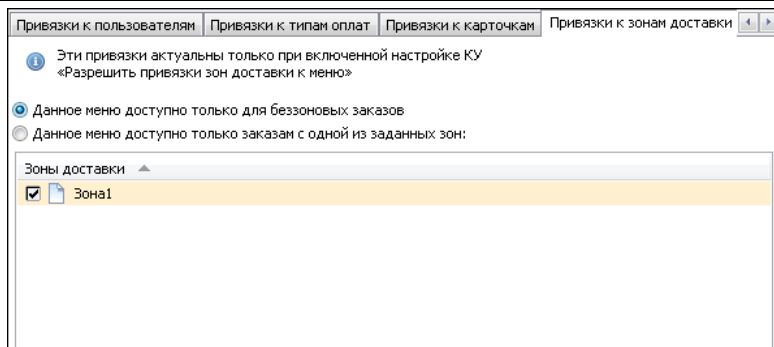 Привязки к пользователям Привязки к типам оплат Привязки к карточкам Привязки к зонам доставки
Эти привязки актуальны только при включенной настройке КУ
«Разрешить привязки зон доставки к меню»
Данное меню доступно только для беззоновых заказов
Данное меню доступно только заказам с одной из заданных зон:
Зоны доставки
Зона1